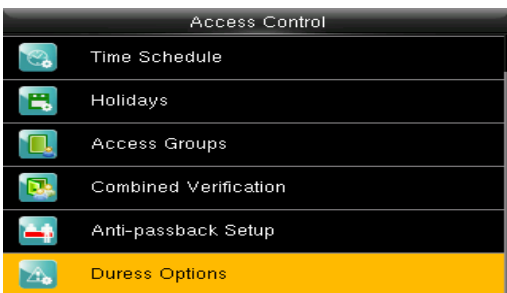 Access Control
Time Schedule
Holidays
Access Groups
Combined Verification
Anti-passback Setup
Duress Options